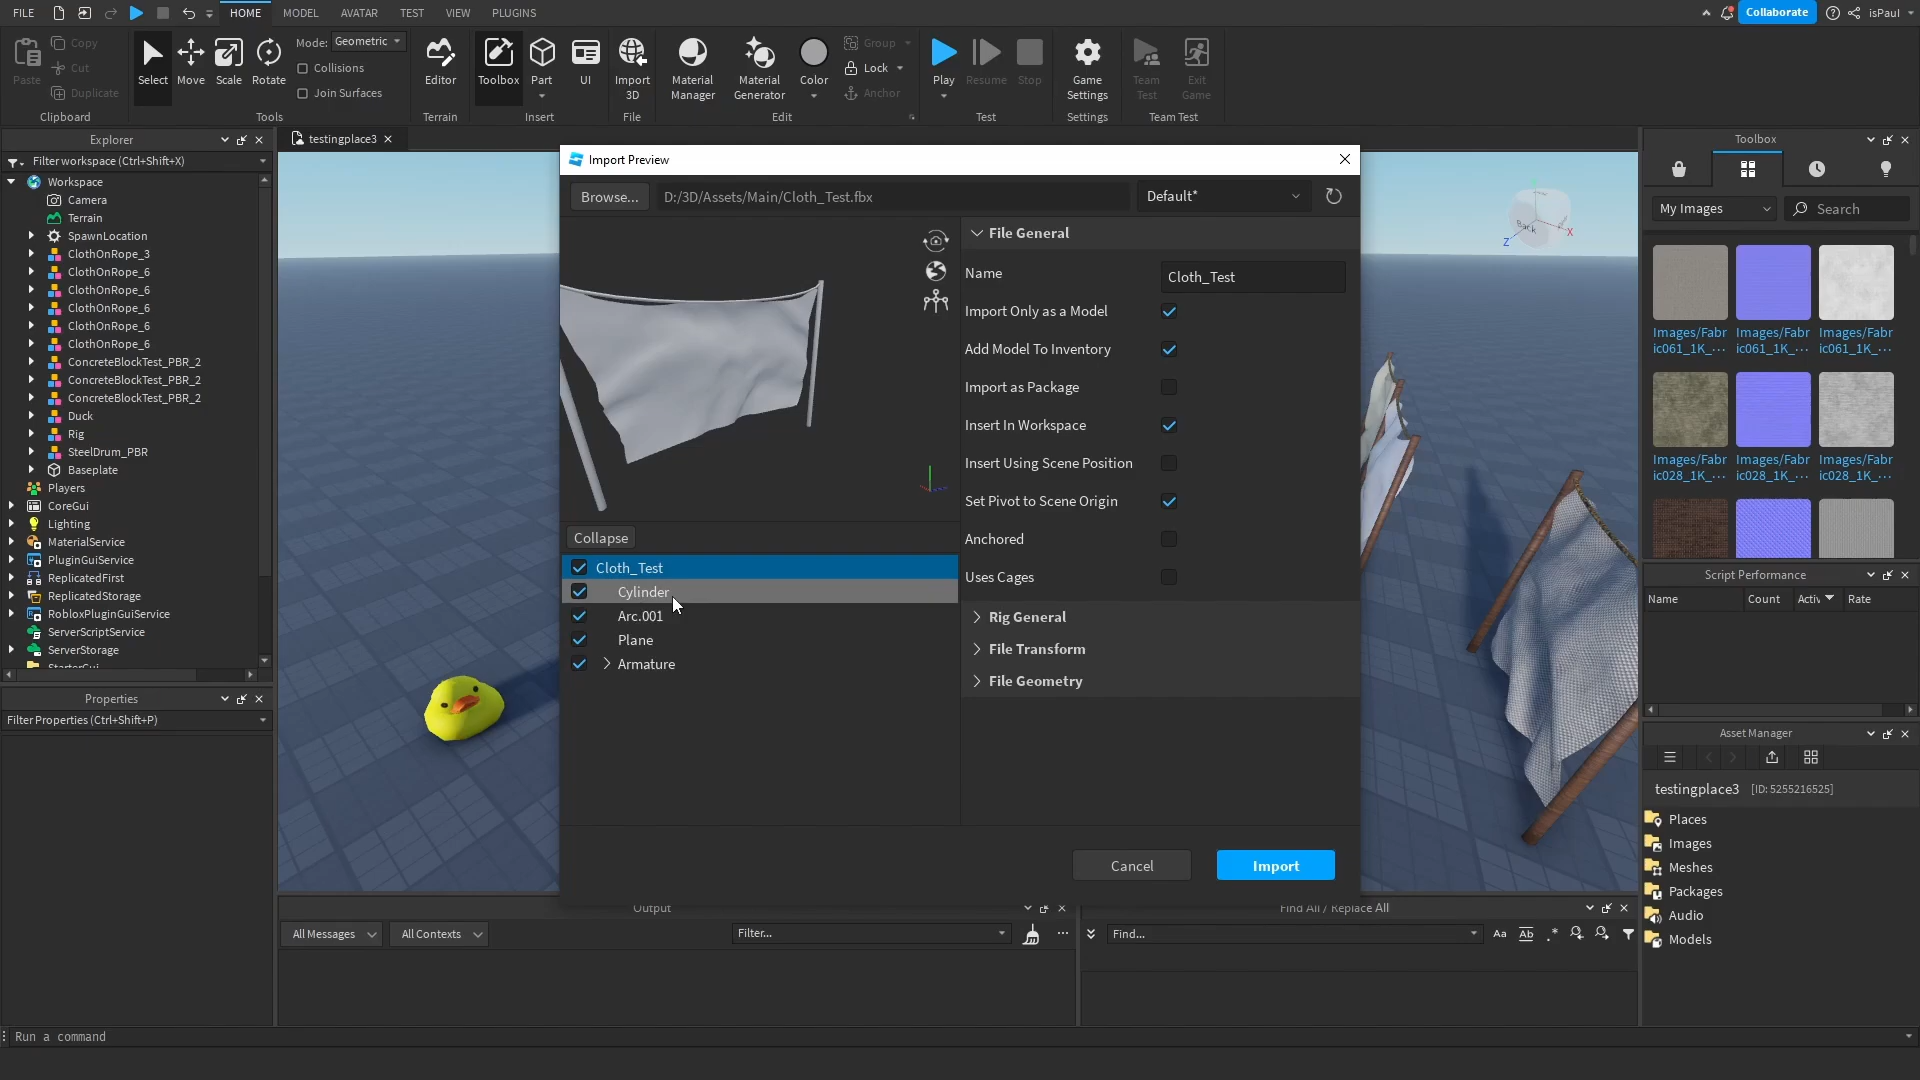 FILE HOME MODEL AVATAR TEST VIEW PLUGINS Collaborate isPaul
Paste Copy Cut Duplicate
Select Move Scale Rotate
Mode: Geometric
Collisions
Join Surfaces
Editor Toolbox Part UI Import 3D
Material Manager Material Generator Color
Group Lock Anchor
Play Resume Stop
Game Settings Team Test Exit Game
Clipboard Tools Terrain Insert File Edit Test Settings Team Test
Explorer
Filter workspace (Ctrl+Shift+X)
Workspace
Camera
Terrain
SpawnLocation
ClothOnRope_3
ClothOnRope_6
ClothOnRope_6
ClothOnRope_6
ClothOnRope_6
ClothOnRope_6
ConcreteBlockTest_PBR_2
ConcreteBlockTest_PBR_2
ConcreteBlockTest_PBR_2
Duck
Rig
SteelDrum_PBR
Baseplate
Players
CoreGui
Lighting
MaterialService
PluginGuiService
ReplicatedFirst
ReplicatedStorage
RobloxPluginGuiService
ServerScriptService
ServerStorage
StarterGui
Properties
Filter Properties (Ctrl+Shift+P)
testingplace3
Import Preview
Browse... D:/3D/Assets/Main/Cloth_Test.fbx Default*
Collapse
Cloth_Test
Cylinder
Arc.001
Plane
Armature
File General
Name Cloth_Test
Import Only as a Model
Add Model To Inventory
Import as Package
Insert In Workspace
Insert Using Scene Position
Set Pivot to Scene Origin
Anchored
Uses Cages
Rig General
File Transform
File Geometry
Cancel Import
Back
Z X
Output
All Messages All Contexts Filter...
Find All / Replace All
Find... Aa Ab .*
Toolbox
My Images Search
Images/Fabric061_1K_...
Images/Fabric061_1K_...
Images/Fabric061_1K_...
Images/Fabric028_1K_...
Images/Fabric028_1K_...
Images/Fabric028_1K_...
Script Performance
Name Count Activ Rate
Asset Manager
testingplace3 [ID: 5255216525]
Places
Images
Meshes
Packages
Audio
Models
Run a command